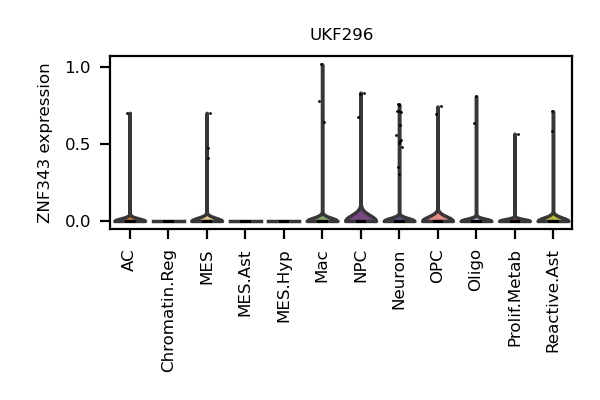 UKF296
ZNF343 expression
1.0
0.5
0.0
AC
Chromatin.Reg
MES
MES.Ast
MES.Hyp
Mac
NPC
Neuron
OPC
Oligo
Prolif.Metab
Reactive.Ast